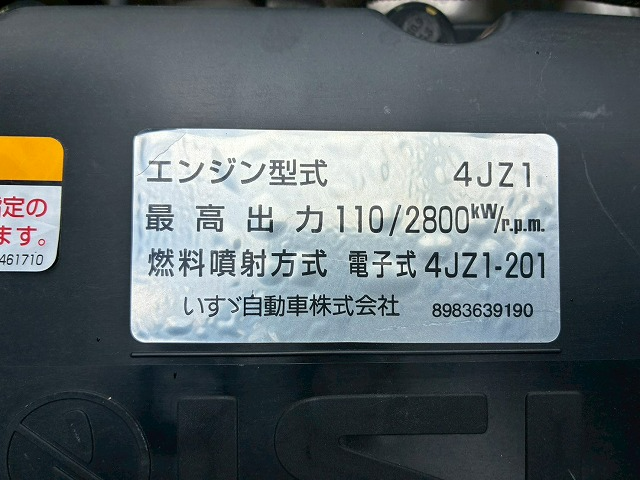 エンジン型式 4JZ1
最高出力 110/2800kW/r.p.m.
燃料噴射方式 電子式 4JZ1-201
いすゞ自動車株式会社 8983639190
指定の
ます。
461710